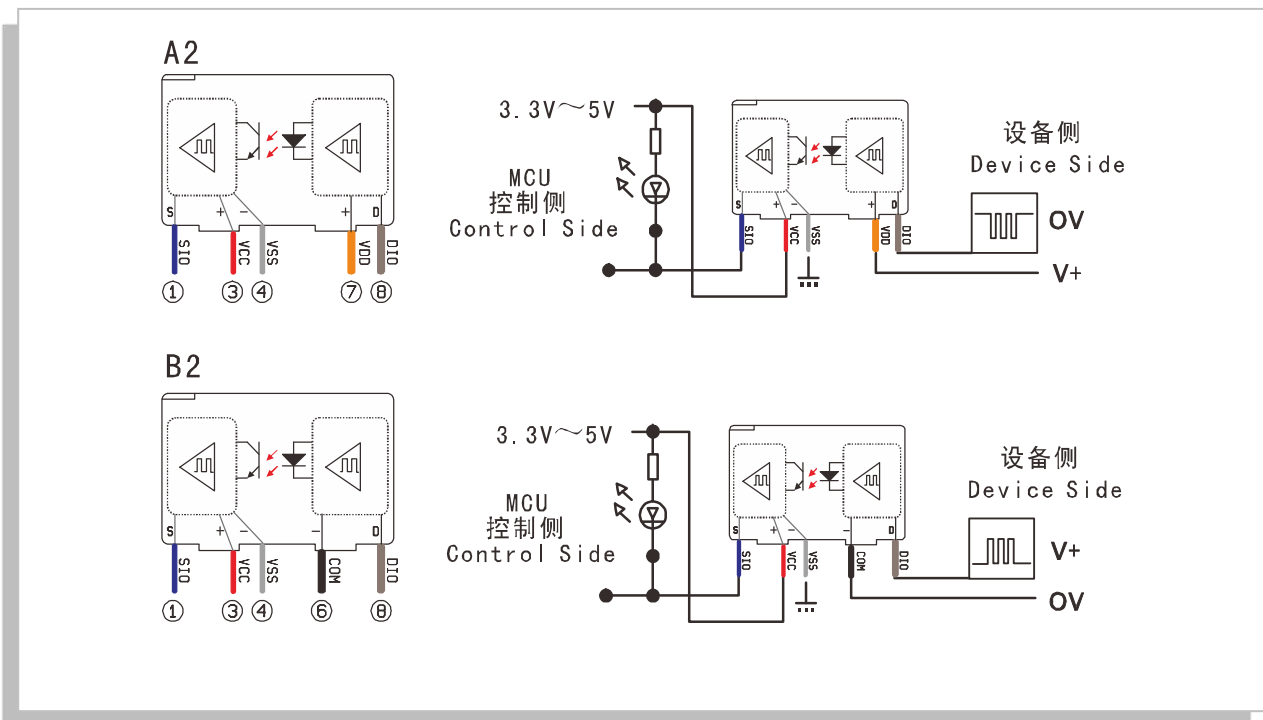 A2
S + − + D
SIO VCC VSS VDD DIO
① ③ ④ ⑦ ⑧
3.3V～5V
MCU
控制侧
Control Side
S + − + D
SIO VCC VSS VDD DIO
设备侧
Device Side
0V
V+
B2
S + − − D
SIO VCC VSS COM DIO
① ③ ④ ⑥ ⑧
3.3V～5V
MCU
控制侧
Control Side
S + − − D
SIO VCC VSS COM DIO
设备侧
Device Side
V+
0V